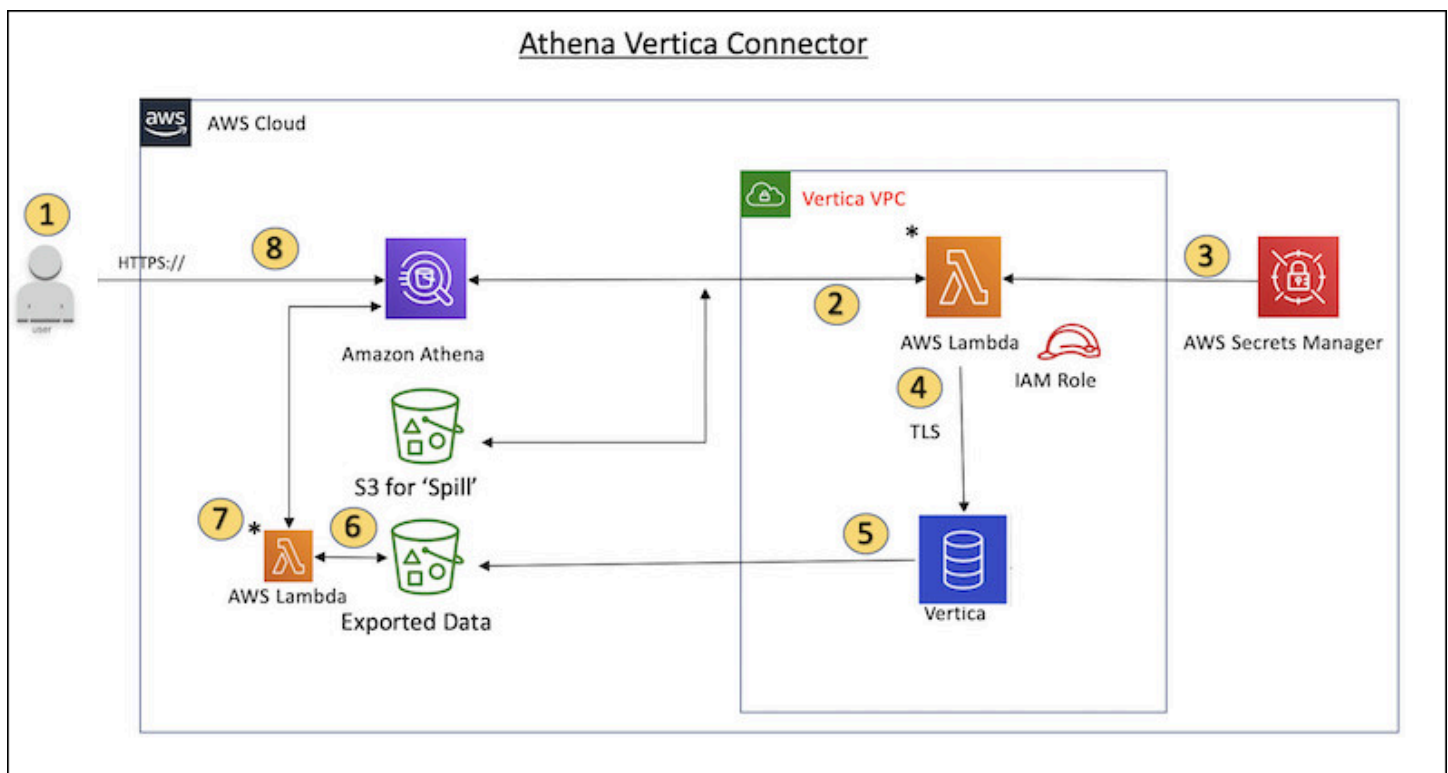 Athena Vertica Connector
aws
AWS Cloud
1
Vertica VPC
HTTPS://
8
*
3
2
user
Amazon Athena
AWS Lambda
AWS Secrets Manager
IAM Role
4
TLS
S3 for ‘Spill’
7
*
6
5
AWS Lambda
Exported Data
Vertica